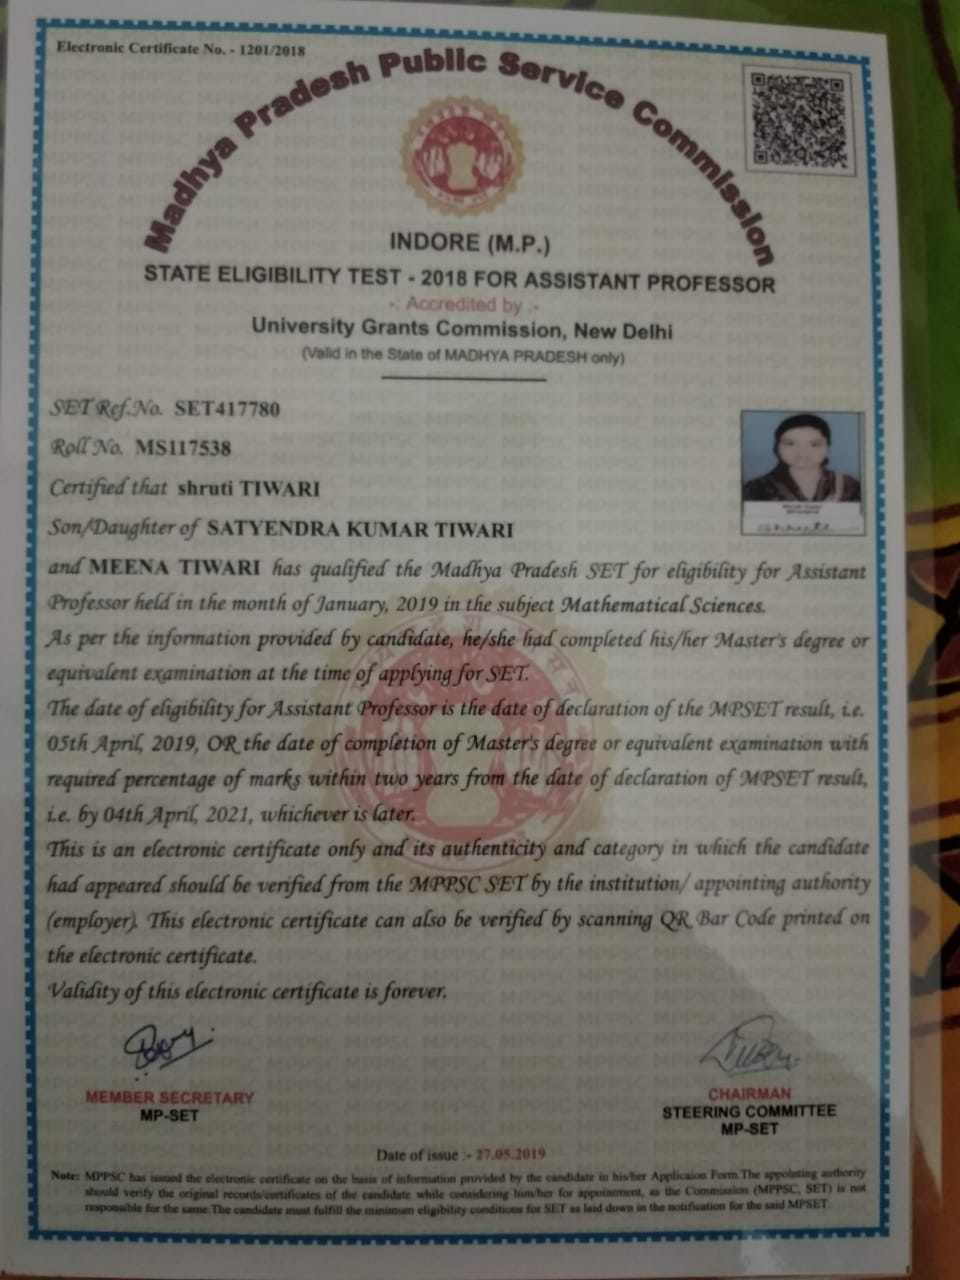 Electronic Certificate No. - 1201/2018
Madhya Pradesh Public Service Commission
INDORE (M.P.)
STATE ELIGIBILITY TEST - 2018 FOR ASSISTANT PROFESSOR
-: Accredited by :-
University Grants Commission, New Delhi
(Valid in the State of MADHYA PRADESH only)
SET Ref.No. SET417780
Roll No. MS117538
Certified that shruti TIWARI
Son/Daughter of SATYENDRA KUMAR TIWARI
and MEENA TIWARI has qualified the Madhya Pradesh SET for eligibility for Assistant
Professor held in the month of January, 2019 in the subject Mathematical Sciences.
As per the information provided by candidate, he/she had completed his/her Master's degree or
equivalent examination at the time of applying for SET.
The date of eligibility for Assistant Professor is the date of declaration of the MPSET result, i.e.
05th April, 2019, OR the date of completion of Master's degree or equivalent examination with
required percentage of marks within two years from the date of declaration of MPSET result,
i.e. by 04th April, 2021, whichever is later.
This is an electronic certificate only and its authenticity and category in which the candidate
had appeared should be verified from the MPPSC SET by the institution/ appointing authority
(employer). This electronic certificate can also be verified by scanning QR Bar Code printed on
the electronic certificate.
Validity of this electronic certificate is forever.
MEMBER SECRETARY
MP-SET
CHAIRMAN
STEERING COMMITTEE
MP-SET
Date of issue :- 27.05.2019
Note: MPPSC has issued the electronic certificate on the basis of information provided by the candidate in his/her Applicaion Form.The appointing authority
should verify the original records/certificates of the candidate while considering him/her for appointment, as the Commission (MPPSC, SET) is not
responsible for the same.The candidate must fulfill the minimum eligibility conditions for SET as laid down in the notification for the said MPSET.